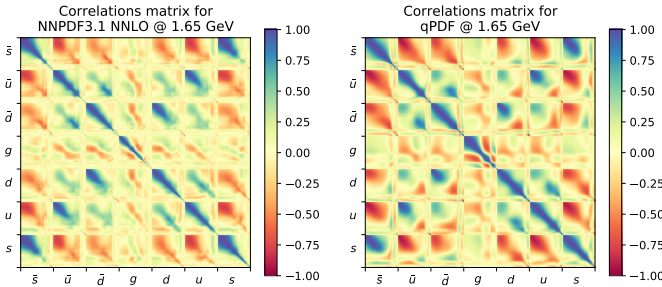 Correlations matrix for
NNPDF3.1 NNLO @ 1.65 GeV
s̄
ū
d̄
g
d
u
s
s̄ ū d̄ g d u s
1.00
0.75
0.50
0.25
0.00
−0.25
−0.50
−0.75
−1.00
Correlations matrix for
qPDF @ 1.65 GeV
s̄
ū
d̄
g
d
u
s
s̄ ū d̄ g d u s
1.00
0.75
0.50
0.25
0.00
−0.25
−0.50
−0.75
−1.00